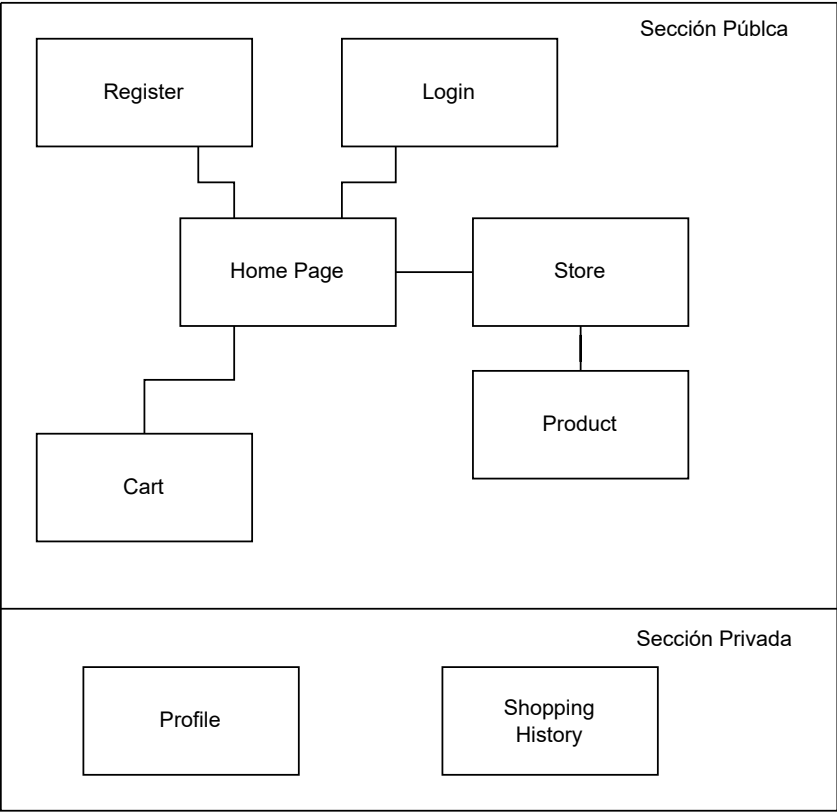 Sección Públca
Register
Login
Home Page
Store
Product
Cart
Sección Privada
Profile
Shopping
History